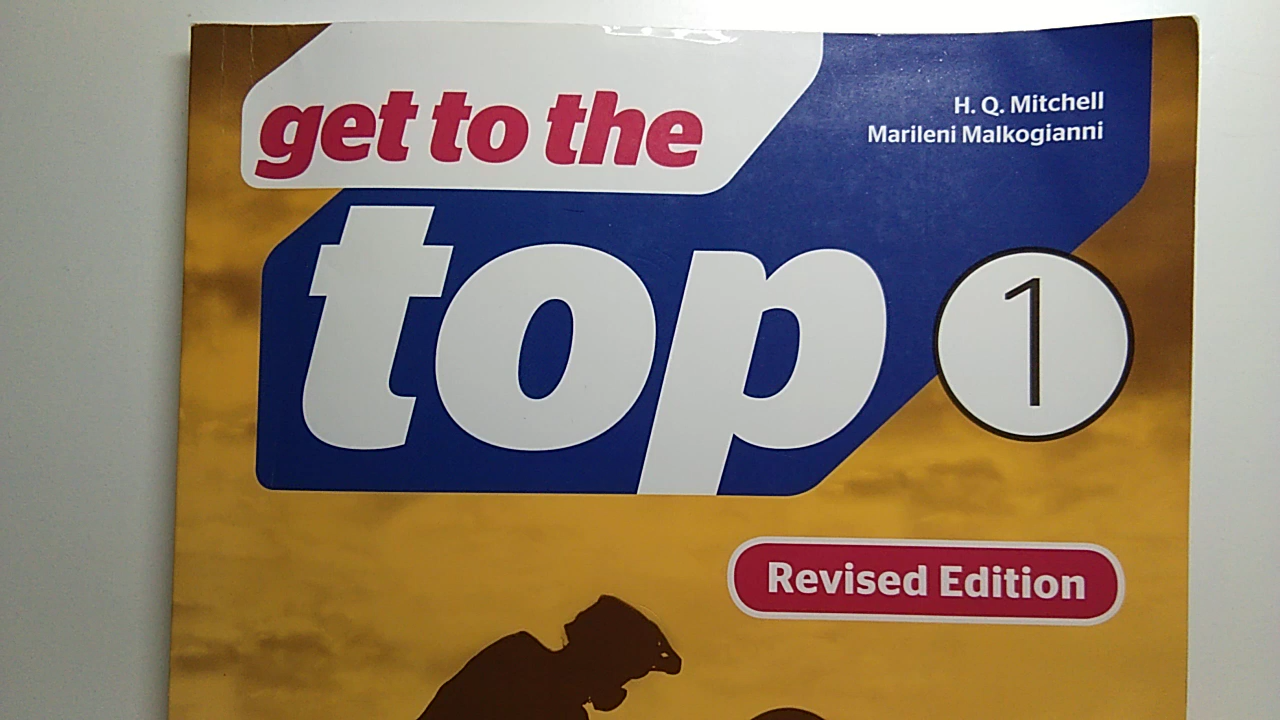 get to the
top 1
H. Q. Mitchell
Marileni Malkogianni
Revised Edition